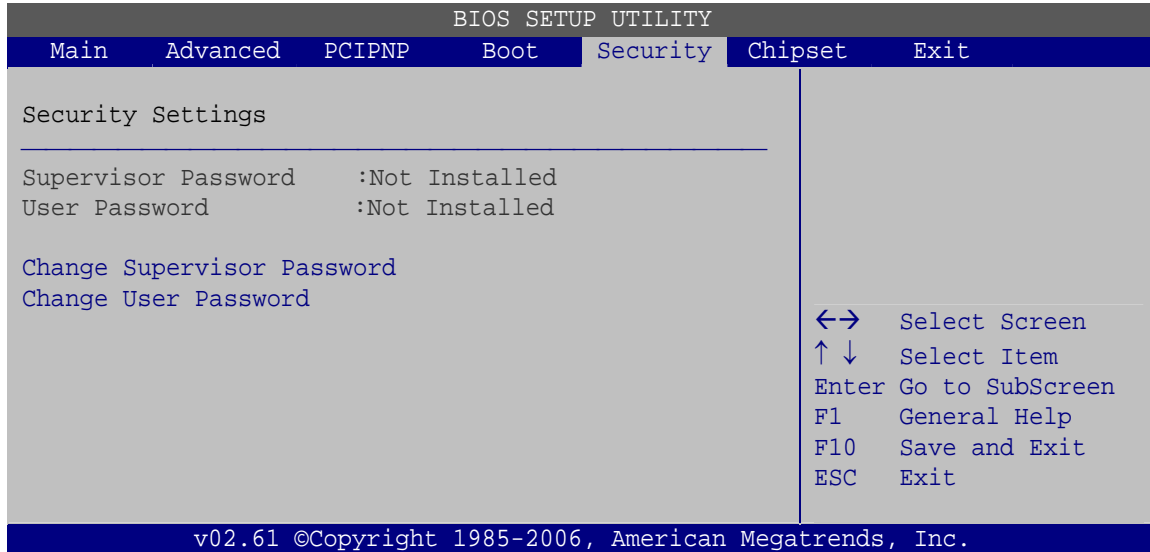 BIOS SETUP UTILITY
Main Advanced PCIPNP Boot Security Chipset Exit
Security Settings
Supervisor Password :Not Installed
User Password :Not Installed
Change Supervisor Password
Change User Password
←→ Select Screen
↑ ↓ Select Item
Enter Go to SubScreen
F1 General Help
F10 Save and Exit
ESC Exit
v02.61 ©Copyright 1985-2006, American Megatrends, Inc.